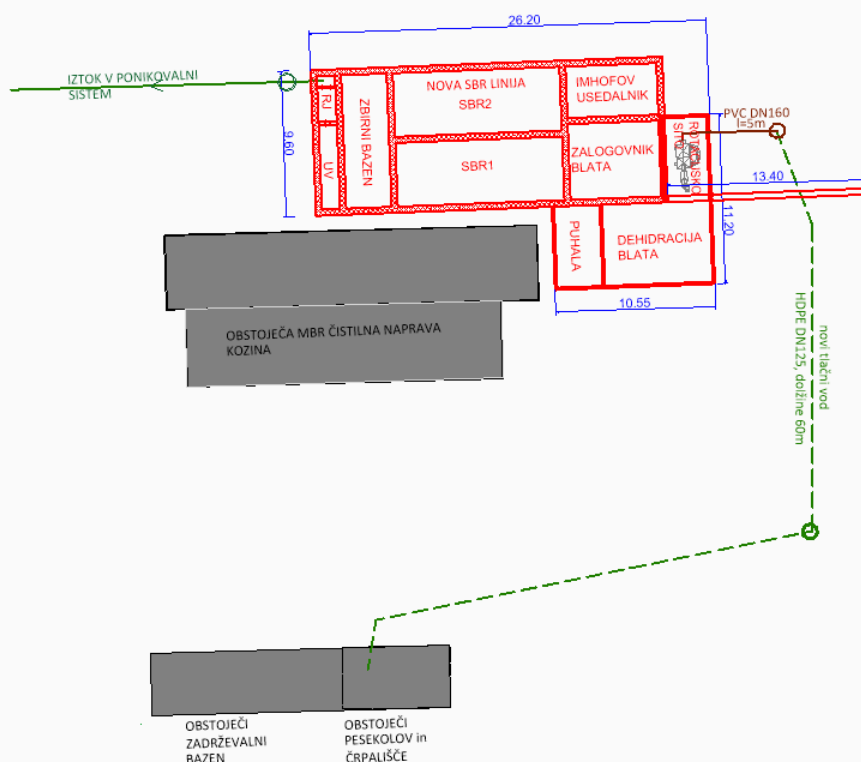 26.20
IZTOK V PONIKOVALNI
SISTEM
9.60
RJ
UV
ZBIRNI BAZEN
NOVA SBR LINIJA
SBR2
SBR1
IMHOFOV
USEDALNIK
ZALOGOVNIK
BLATA
ROTACIJSKO
SITO
PVC DN160
l=5m
13.40
11.20
PUHALA
DEHIDRACIJA
BLATA
10.55
OBSTOJEČA MBR ČISTILNA NAPRAVA
KOZINA
novi tlačni vod
HDPE DN125, dolžine 60m
OBSTOJEČI
ZADRŽEVALNI
BAZEN
OBSTOJEČI
PESEKOLOV in
ČRPALIŠČE